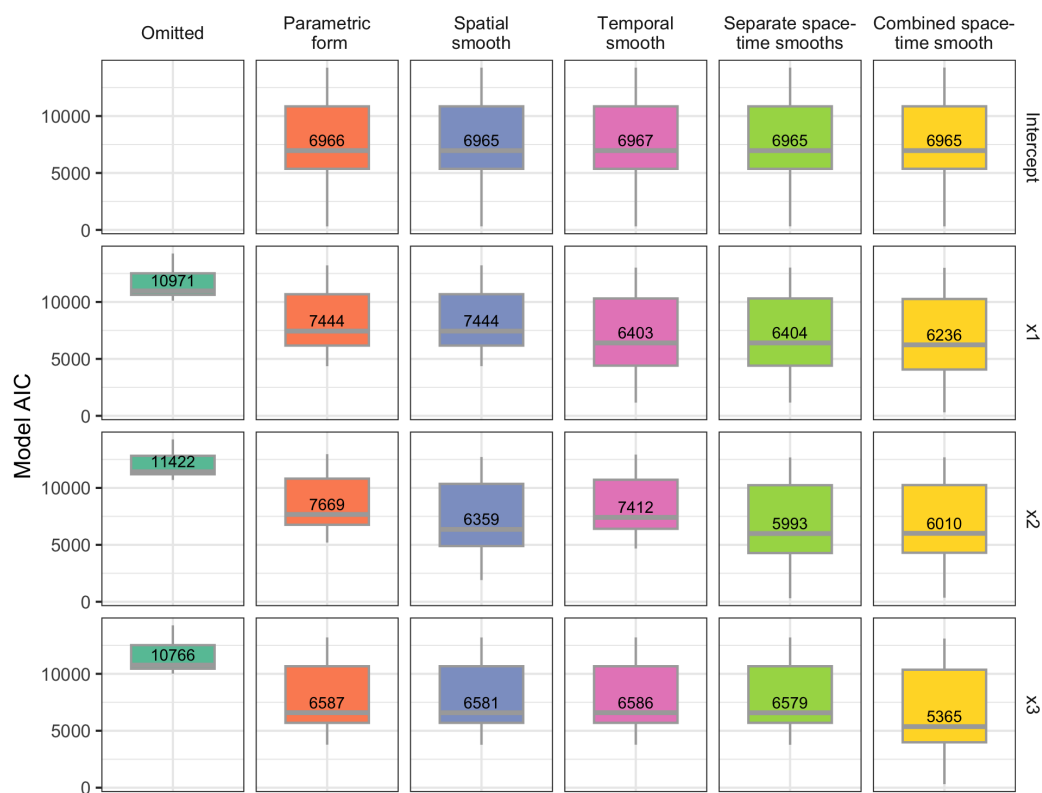 Omitted
Parametric
form
Spatial
smooth
Temporal
smooth
Separate space-
time smooths
Combined space-
time smooth
Model AIC
10000
5000
0
6966
6965
6967
6965
6965
Intercept
10000
5000
0
10971
7444
7444
6403
6404
6236
x1
10000
5000
0
11422
7669
6359
7412
5993
6010
x2
10000
5000
0
10766
6587
6581
6586
6579
5365
x3